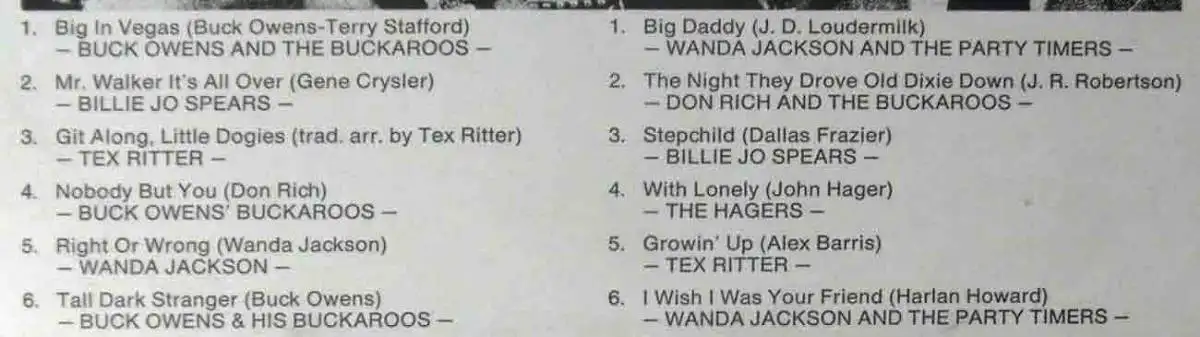 1. Big In Vegas (Buck Owens-Terry Stafford)
— BUCK OWENS AND THE BUCKAROOS —
2. Mr. Walker It's All Over (Gene Crysler)
— BILLIE JO SPEARS —
3. Git Along, Little Dogies (trad. arr. by Tex Ritter)
— TEX RITTER —
4. Nobody But You (Don Rich)
— BUCK OWENS' BUCKAROOS —
5. Right Or Wrong (Wanda Jackson)
— WANDA JACKSON —
6. Tall Dark Stranger (Buck Owens)
— BUCK OWENS & HIS BUCKAROOS —
1. Big Daddy (J. D. Loudermilk)
— WANDA JACKSON AND THE PARTY TIMERS —
2. The Night They Drove Old Dixie Down (J. R. Robertson)
— DON RICH AND THE BUCKAROOS —
3. Stepchild (Dallas Frazier)
— BILLIE JO SPEARS —
4. With Lonely (John Hager)
— THE HAGERS —
5. Growin' Up (Alex Barris)
— TEX RITTER —
6. I Wish I Was Your Friend (Harlan Howard)
— WANDA JACKSON AND THE PARTY TIMERS —